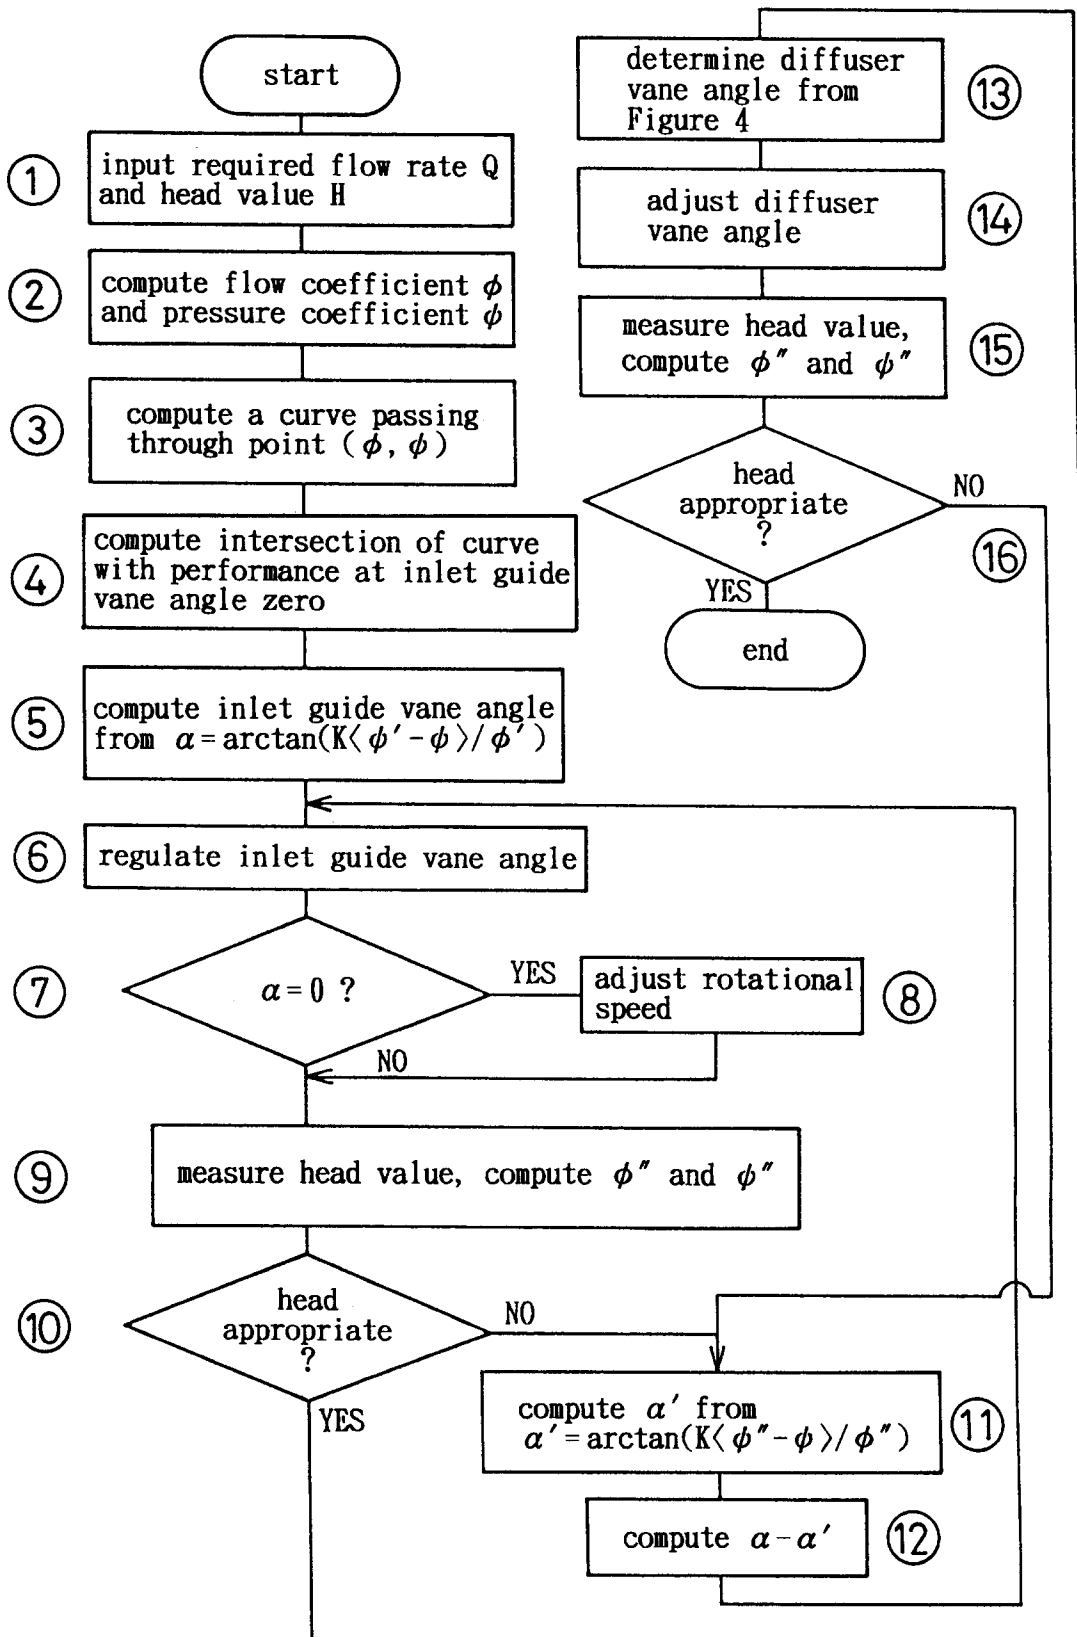 start
①
input required flow rate Q
and head value H
②
compute flow coefficient ϕ
and pressure coefficient ψ
③
compute a curve passing
through point (ϕ, ψ)
④
compute intersection of curve
with performance at inlet guide
vane angle zero
⑤
compute inlet guide vane angle
from α=arctan(K⟨ϕ′-ϕ⟩/ϕ′)
⑥
regulate inlet guide vane angle
⑦
α=0 ?
YES
NO
adjust rotational
speed
⑧
⑨
measure head value, compute ϕ″ and ψ″
⑩
head
appropriate
?
NO
YES
compute α′ from
α′=arctan(K⟨ϕ″-ϕ⟩/ϕ″)
⑪
compute α-α′
⑫
determine diffuser
vane angle from
Figure 4
⑬
adjust diffuser
vane angle
⑭
measure head value,
compute ϕ″ and ψ″
⑮
head
appropriate
?
NO
⑯
YES
end